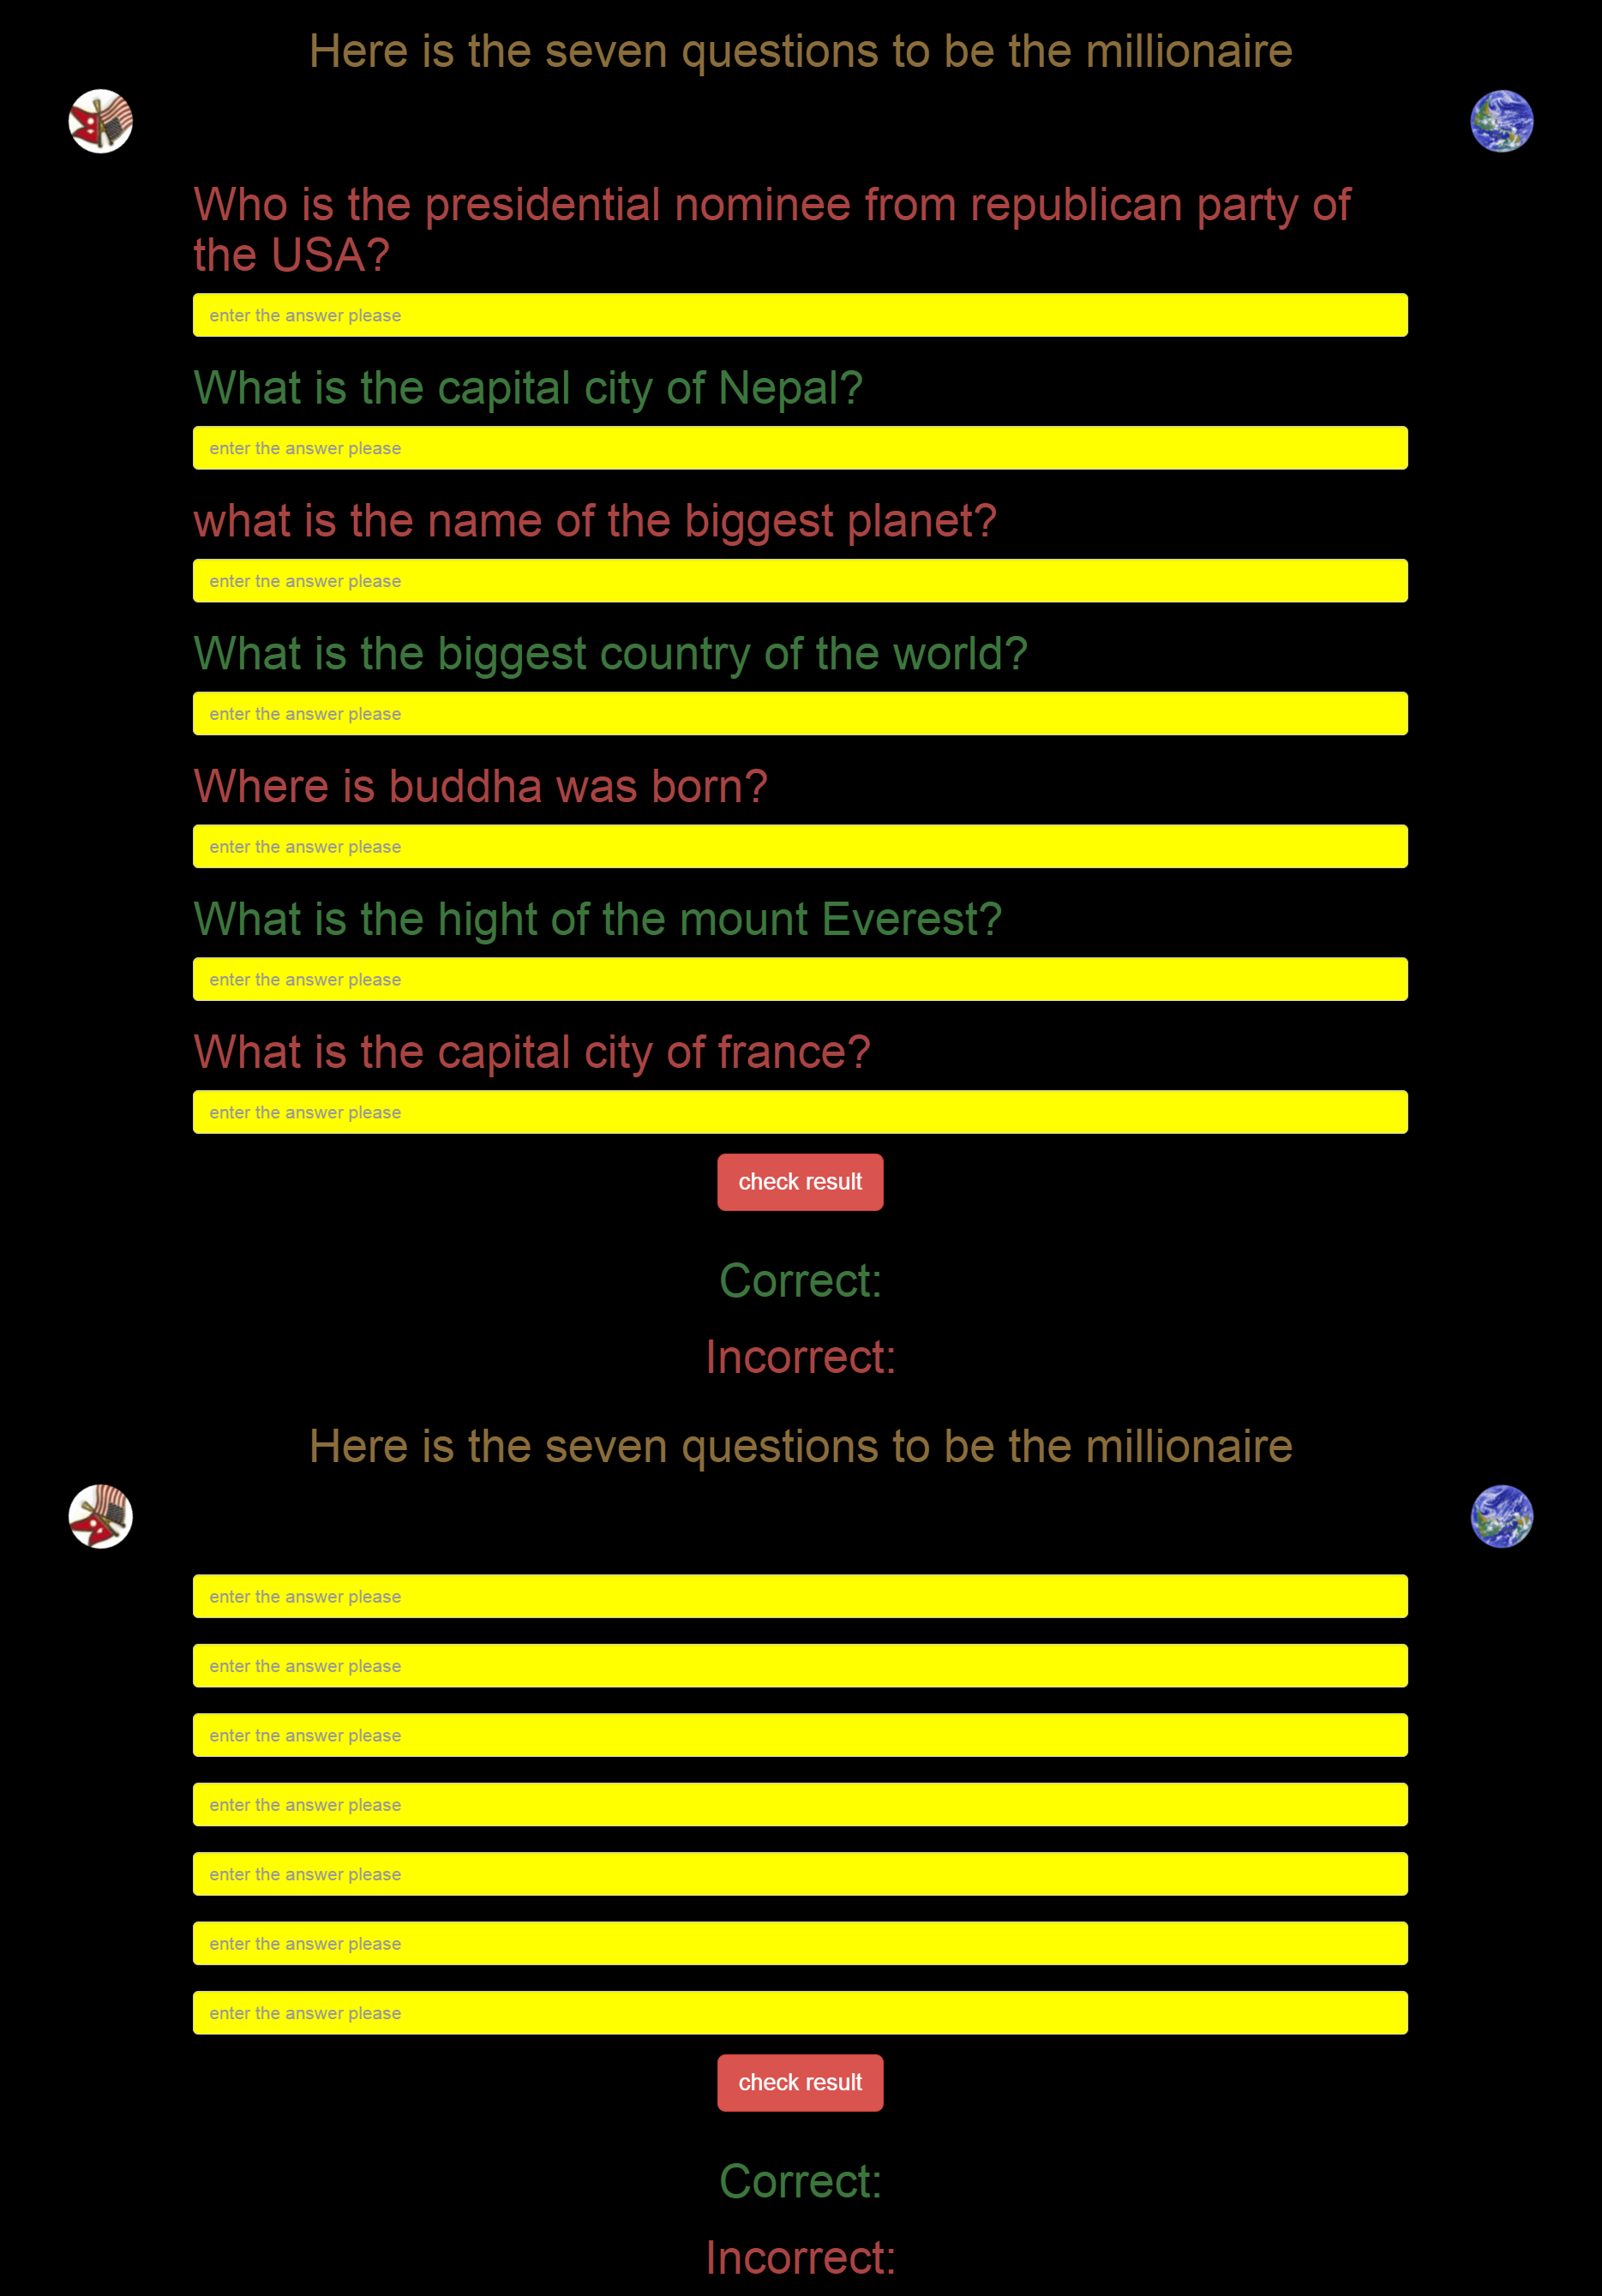 Here is the seven questions to be the millionaire
Who is the presidential nominee from republican party of
the USA?
enter the answer please
What is the capital city of Nepal?
enter the answer please
what is the name of the biggest planet?
enter tne answer please
What is the biggest country of the world?
enter the answer please
Where is buddha was born?
enter the answer please
What is the hight of the mount Everest?
enter the answer please
What is the capital city of france?
enter the answer please
check result
Correct:
Incorrect:
Here is the seven questions to be the millionaire
enter the answer please
enter the answer please
enter tne answer please
enter the answer please
enter the answer please
enter the answer please
enter the answer please
check result
Correct:
Incorrect: